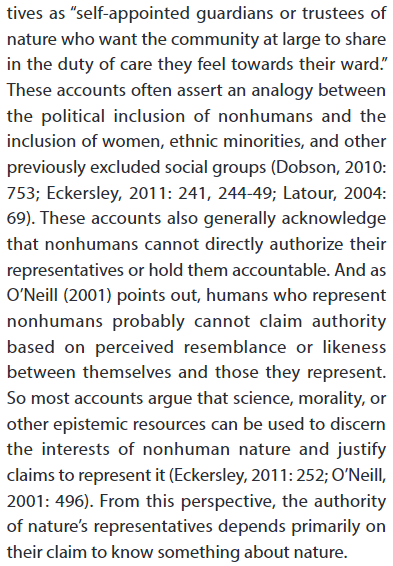 tives as “self-appointed guardians or trustees of
nature who want the community at large to share
in the duty of care they feel towards their ward.”
These accounts often assert an analogy between
the political inclusion of nonhumans and the
inclusion of women, ethnic minorities, and other
previously excluded social groups (Dobson, 2010:
753; Eckersley, 2011: 241, 244-49; Latour, 2004:
69). These accounts also generally acknowledge
that nonhumans cannot directly authorize their
representatives or hold them accountable. And as
O’Neill (2001) points out, humans who represent
nonhumans probably cannot claim authority
based on perceived resemblance or likeness
between themselves and those they represent.
So most accounts argue that science, morality, or
other epistemic resources can be used to discern
the interests of nonhuman nature and justify
claims to represent it (Eckersley, 2011: 252; O’Neill,
2001: 496). From this perspective, the authority
of nature’s representatives depends primarily on
their claim to know something about nature.